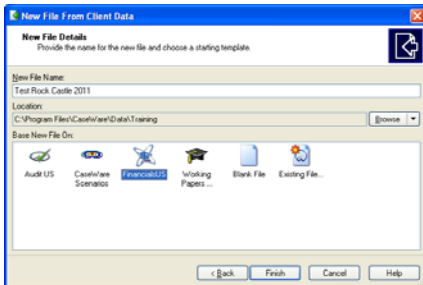 New File From Client Data
New File Details
Provide the name for the new file and choose a starting template.
New File Name:
Test Rock Castle 2011
Location:
C:\Program Files\CaseWare\Data\Training
Browse
Base New File On:
Audit US CaseWare Scenarios FinancialsUS Working Papers ... Blank File Existing File...
< Back Finish Cancel Help